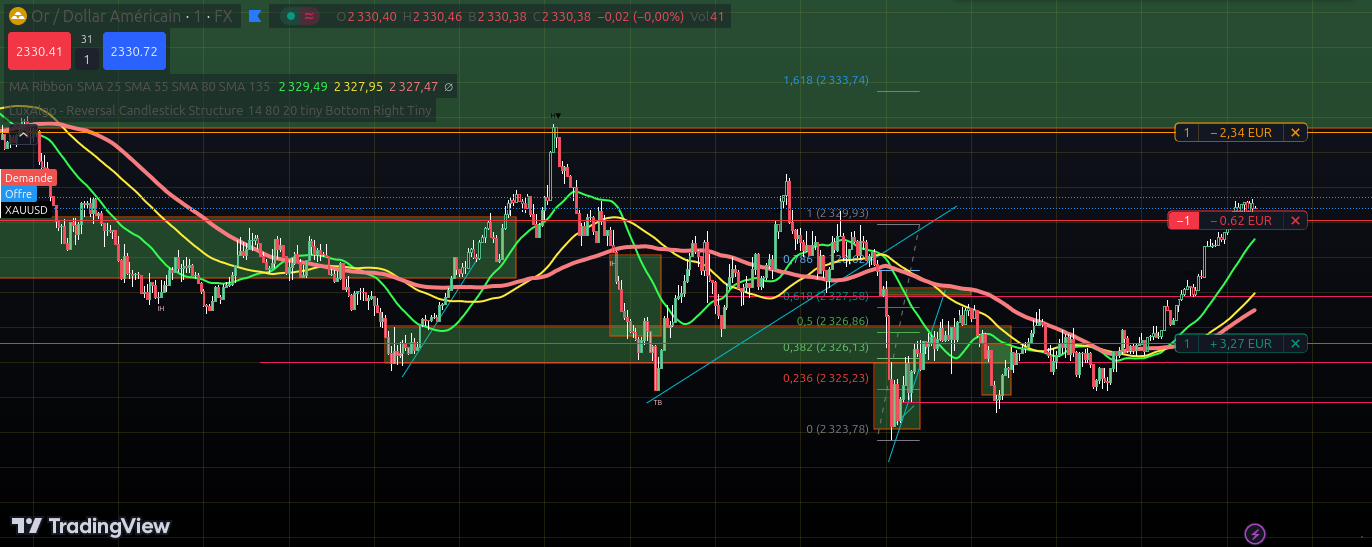 Or / Dollar Américain · 1 · FX O2 330,40 H2 330,46 B2 330,38 C2 330,38 −0,02 (−0,00%) Vol41
2330.41 31 1 2330.72
MA Ribbon SMA 25 SMA 55 SMA 80 SMA 135 2 329,49 2 327,95 2 327,47 ∅
LuxAlgo - Reversal Candlestick Structure 14 80 20 tiny Bottom Right Tiny
1,618 (2 333,74)
1 −2,34 EUR ×
Demande
Offre
XAUUSD
1 (2 329,93)
−1 −0,62 EUR ×
0,786
0,618 (2 327,58)
IH
0,5 (2 326,86)
0,382 (2 326,13)
1 +3,27 EUR ×
0,236 (2 325,23)
TB
0 (2 323,78)
TradingView